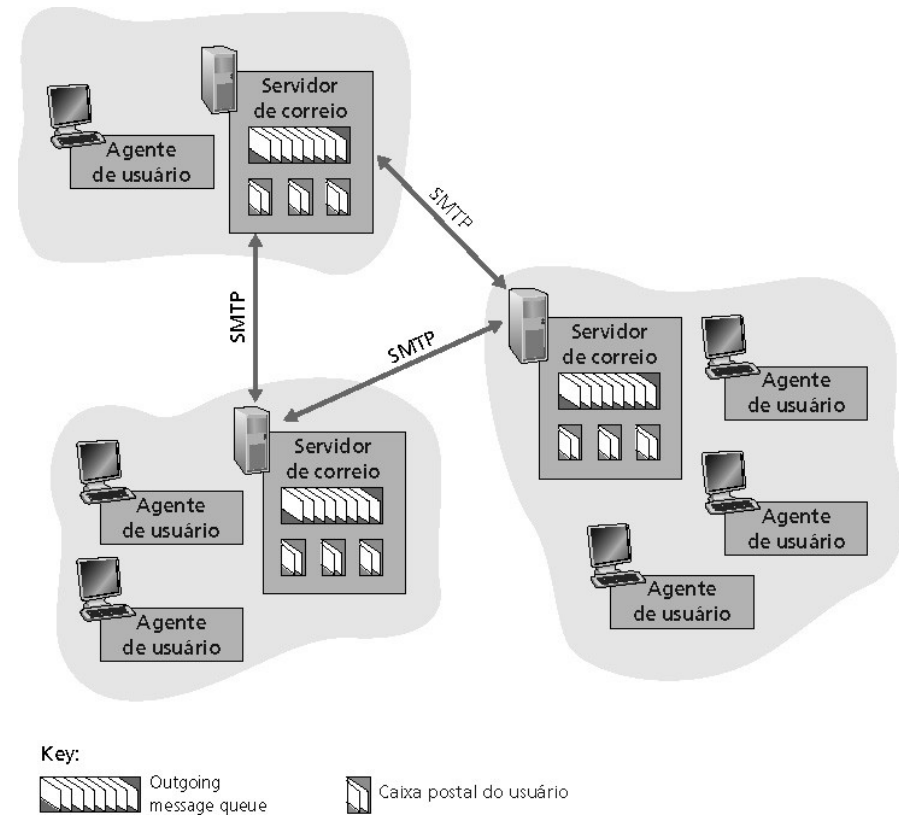 Servidor
de correio
Agente
de usuário
SMTP
SMTP
SMTP
Servidor
de correio
Agente
de usuário
Agente
de usuário
Agente
de usuário
Servidor
de correio
Agente
de usuário
Agente
de usuário
Key:
Outgoing
message queue
Caixa postal do usuário